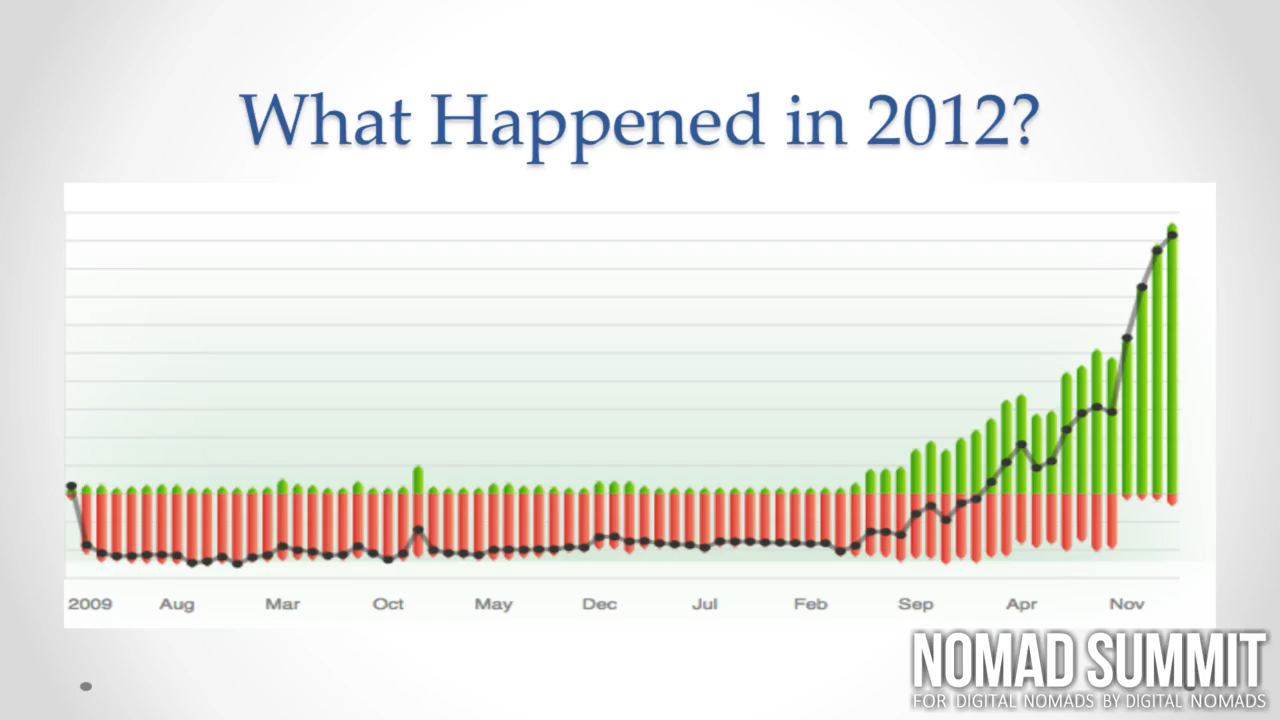 What Happened in 2012?
2009 Aug Mar Oct May Dec Jul Feb Sep Apr Nov
NOMAD SUMMIT
FOR DIGITAL NOMADS BY DIGITAL NOMADS